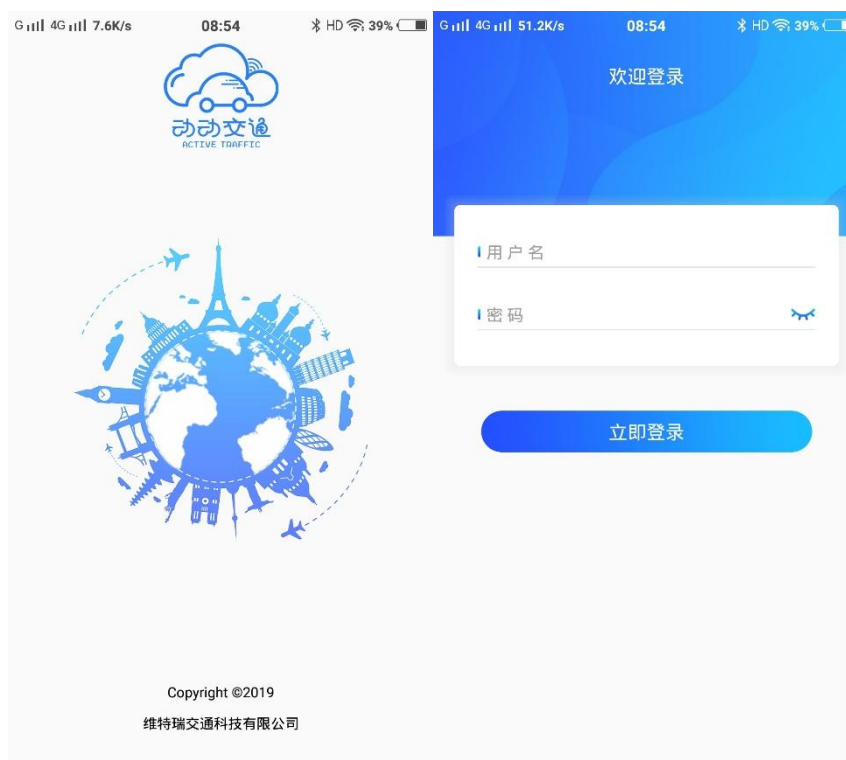 G 4G 7.6K/s 08:54 HD 39%
动动交通
ACTIVE TRAFFIC
Copyright ©2019
维特瑞交通科技有限公司
G 4G 51.2K/s 08:54 HD 39%
欢迎登录
用户名
密码
立即登录